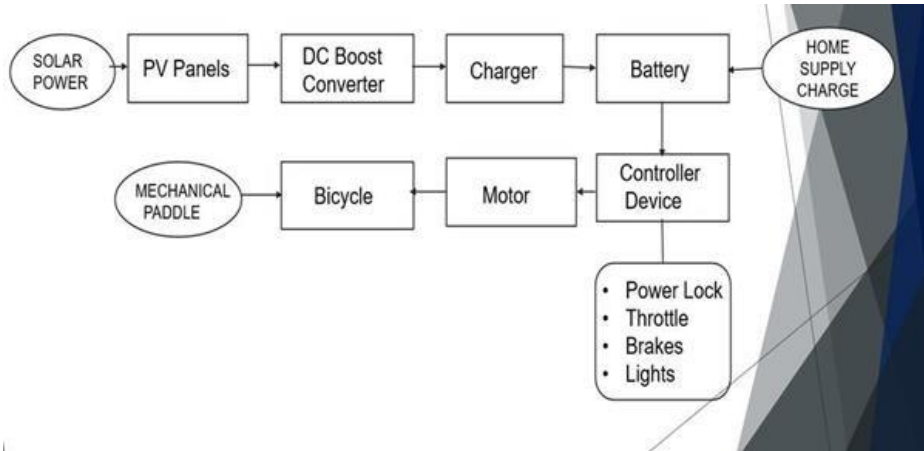 SOLAR
POWER
PV Panels
DC Boost
Converter
Charger
Battery
HOME
SUPPLY
CHARGE
MECHANICAL
PADDLE
Bicycle
Motor
Controller
Device
• Power Lock
• Throttle
• Brakes
• Lights